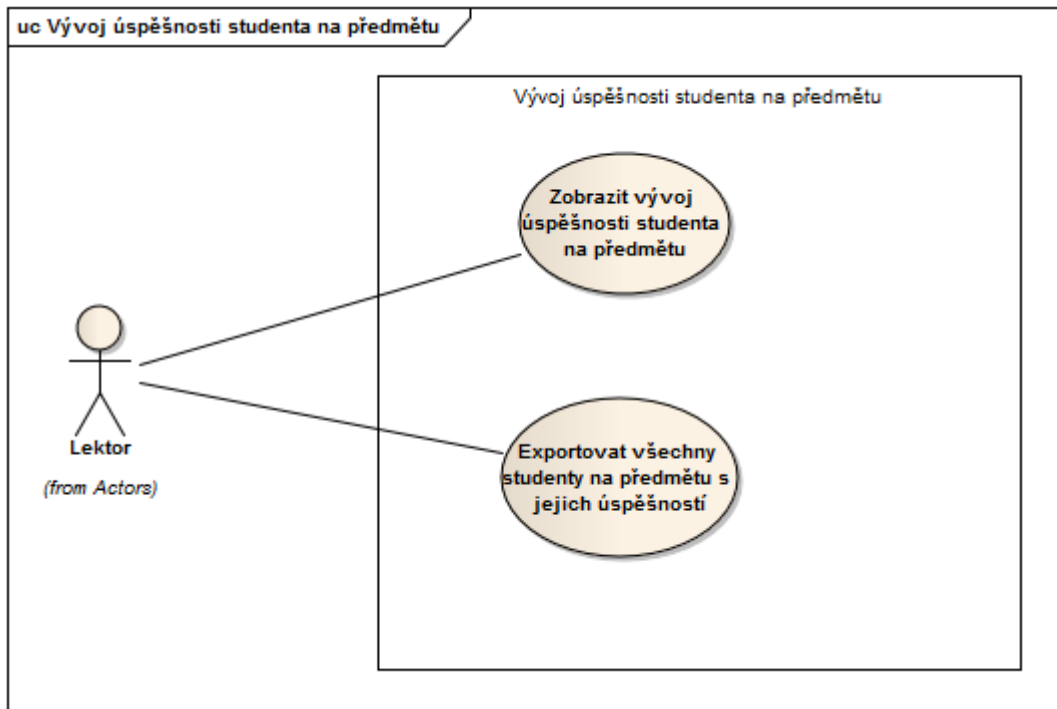 uc Vývoj úspěšnosti studenta na předmětu
Vývoj úspěšnosti studenta na předmětu
Zobrazit vývoj
úspěšnosti studenta
na předmětu
Lektor
(from Actors)
Exportovat všechny
studenty na předmětu s
jejich úspěšností